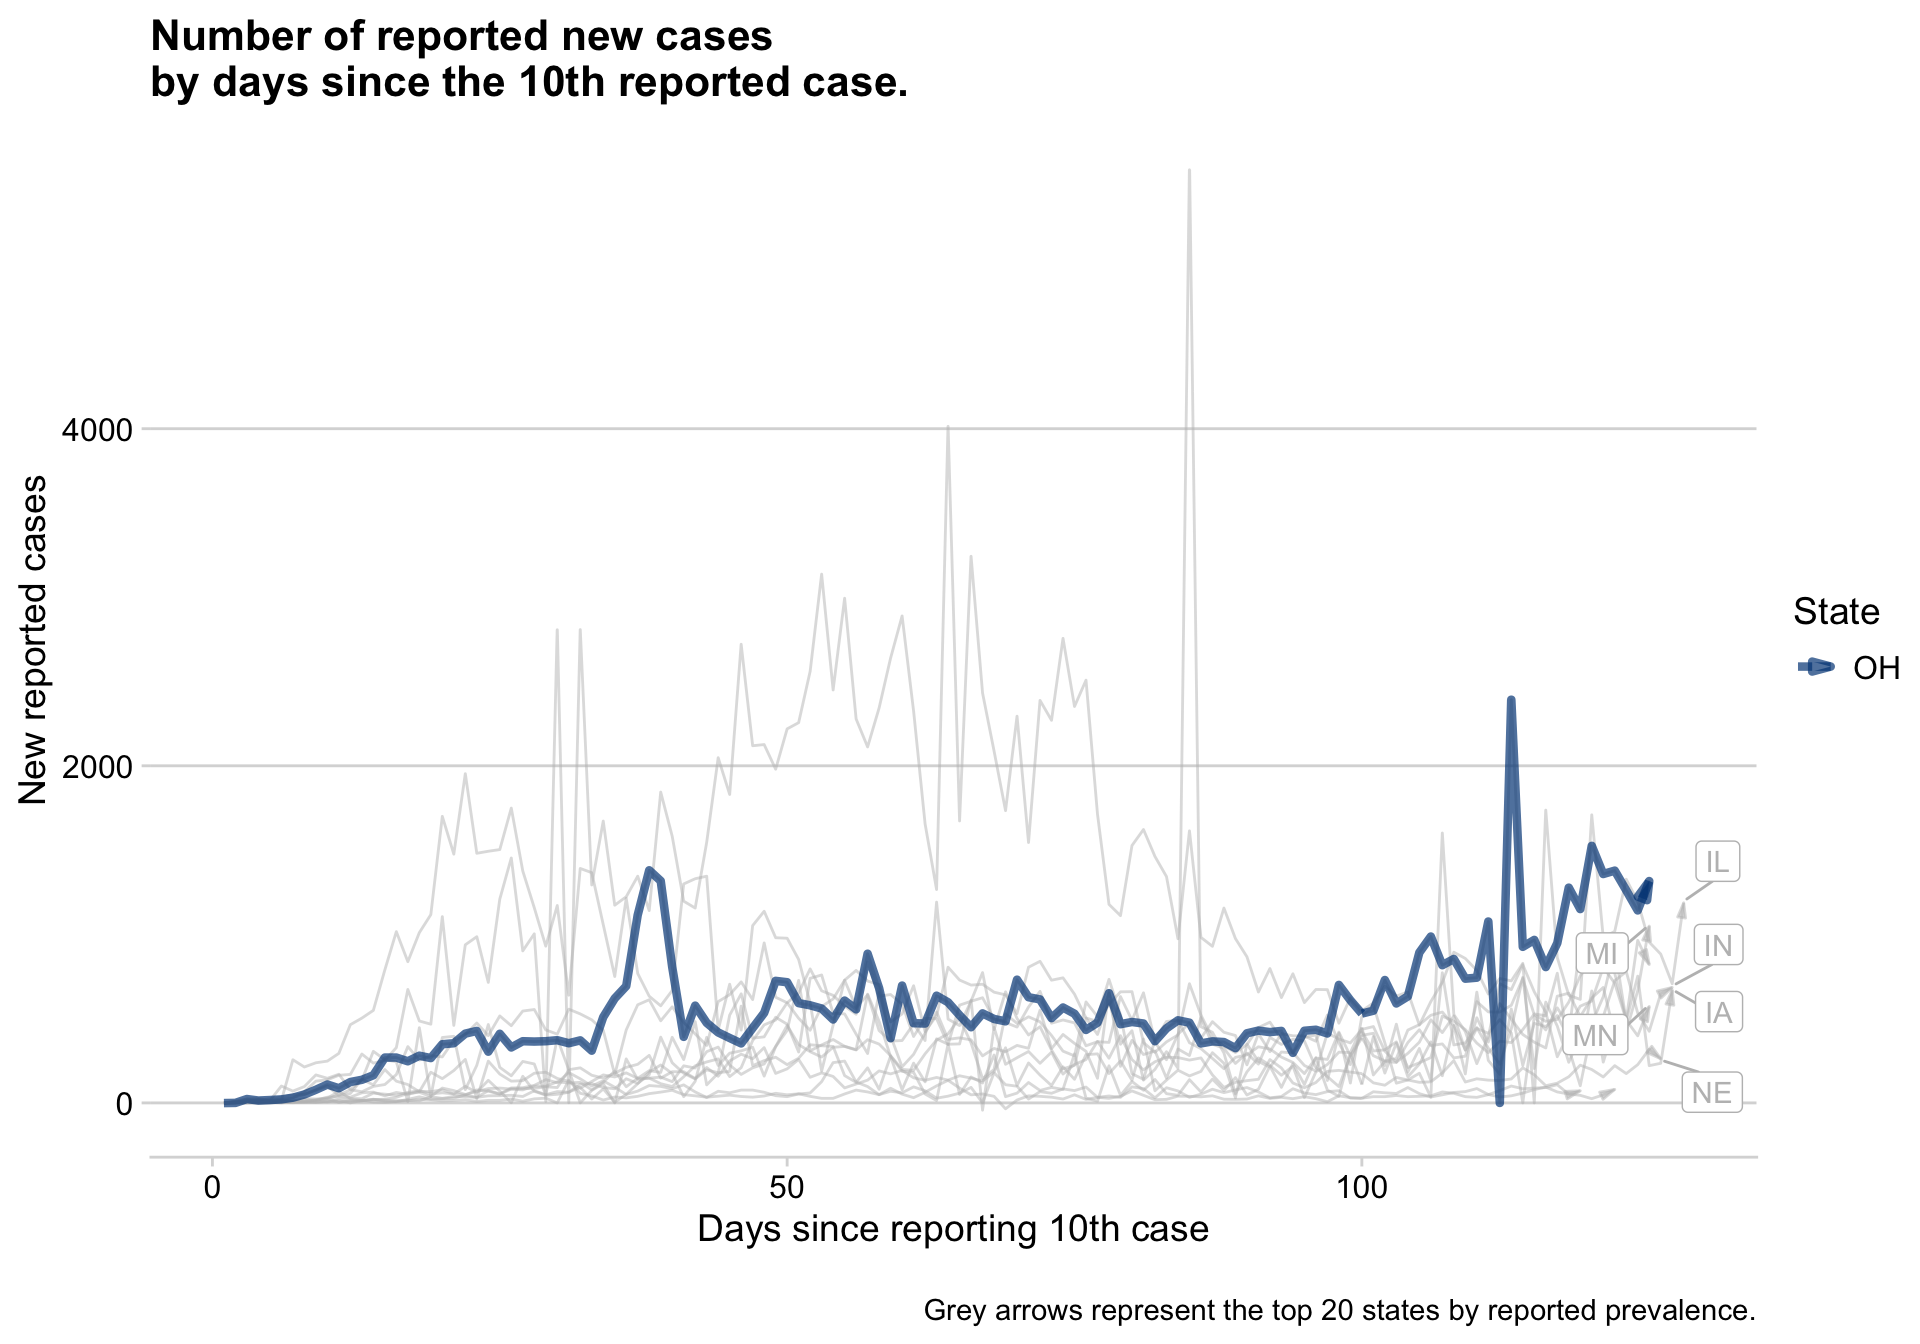 Number of reported new cases
by days since the 10th reported case.
New reported cases
4000
2000
0
0
50
100
Days since reporting 10th case
IL
IN
MI
IA
MN
NE
State
OH
Grey arrows represent the top 20 states by reported prevalence.